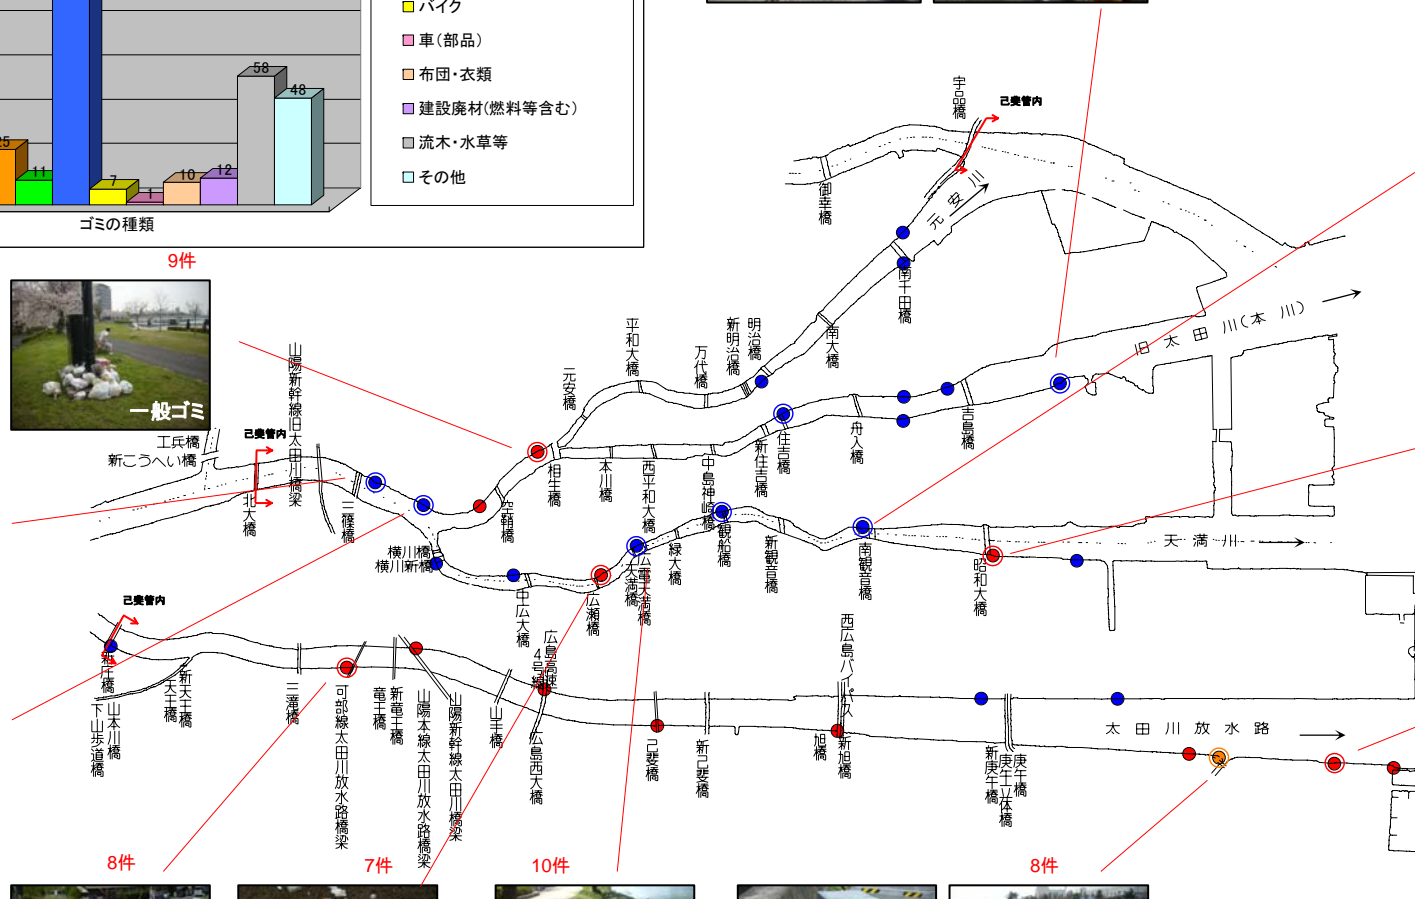 バイク
車(部品)
布団・衣類
建設廃材(燃料等含む)
流木・水草等
その他
25
11
7
1
10
12
58
48
ゴミの種類
9件
一般ゴミ
宇品橋
己斐管内
御幸橋
元安川
南千田橋
旧太田川(本川)
平和大橋
万代橋
新明治橋
明治橋
南大橋
元安橋
山陽新幹線旧太田川橋梁
工兵橋
新こうへい橋
己斐管内
北大橋
三篠橋
空鞘橋
相生橋
本川橋
西平和大橋
中島神崎橋
新住吉橋
住吉橋
舟入橋
吉島橋
横川橋
横川新橋
中広大橋
広瀬橋
天満橋
広電天満橋
緑大橋
観船橋
新観音橋
南観音橋
昭和大橋
天満川
己斐管内
新庄橋
天王橋
新天王橋
下山歩道橋
山本川橋
三滝橋
可部線太田川放水路橋梁
竜王橋
新竜王橋
山陽本線太田川放水路橋梁
山陽新幹線太田川橋梁
山手橋
広島高速
4号線
広島西大橋
己斐橋
新己斐橋
西広島バイパス
旭橋
新旭橋
新庚午橋
庚午立体橋
庚午橋
太田川放水路
8件
7件
10件
8件